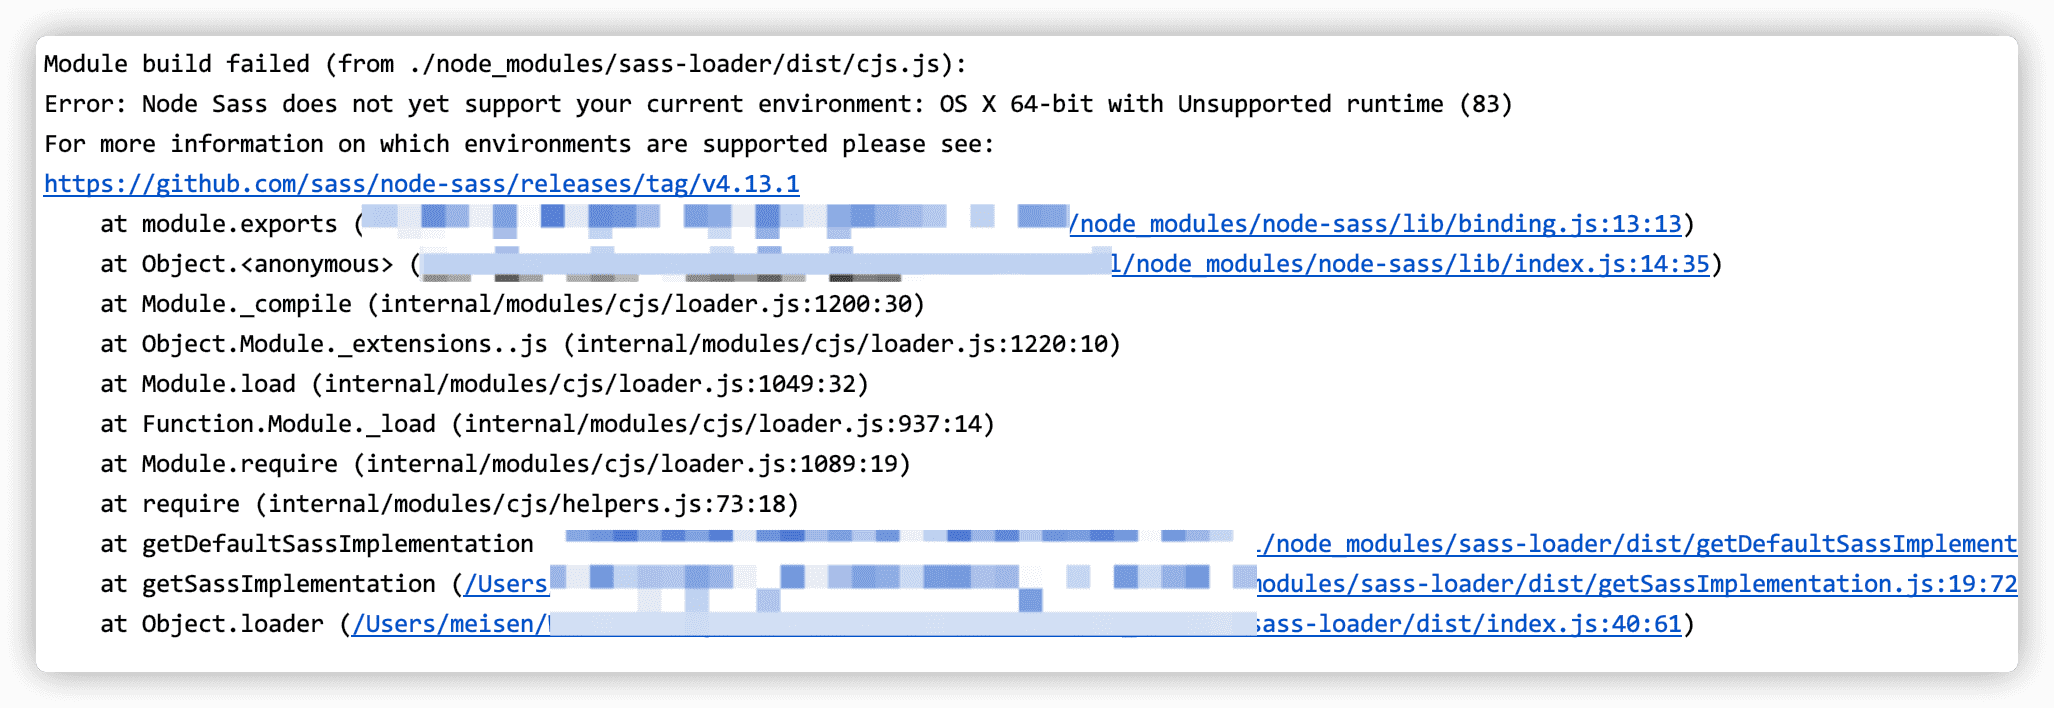 Module build failed (from ./node_modules/sass-loader/dist/cjs.js):
Error: Node Sass does not yet support your current environment: OS X 64-bit with Unsupported runtime (83)
For more information on which environments are supported please see:
https://github.com/sass/node-sass/releases/tag/v4.13.1
at module.exports ( /node_modules/node-sass/lib/binding.js:13:13)
at Object.<anonymous> ( l/node_modules/node-sass/lib/index.js:14:35)
at Module._compile (internal/modules/cjs/loader.js:1200:30)
at Object.Module._extensions..js (internal/modules/cjs/loader.js:1220:10)
at Module.load (internal/modules/cjs/loader.js:1049:32)
at Function.Module._load (internal/modules/cjs/loader.js:937:14)
at Module.require (internal/modules/cjs/loader.js:1089:19)
at require (internal/modules/cjs/helpers.js:73:18)
at getDefaultSassImplementation /node_modules/sass-loader/dist/getDefaultSassImplement
at getSassImplementation (/Users modules/sass-loader/dist/getSassImplementation.js:19:72
at Object.loader (/Users/meisen/ sass-loader/dist/index.js:40:61)